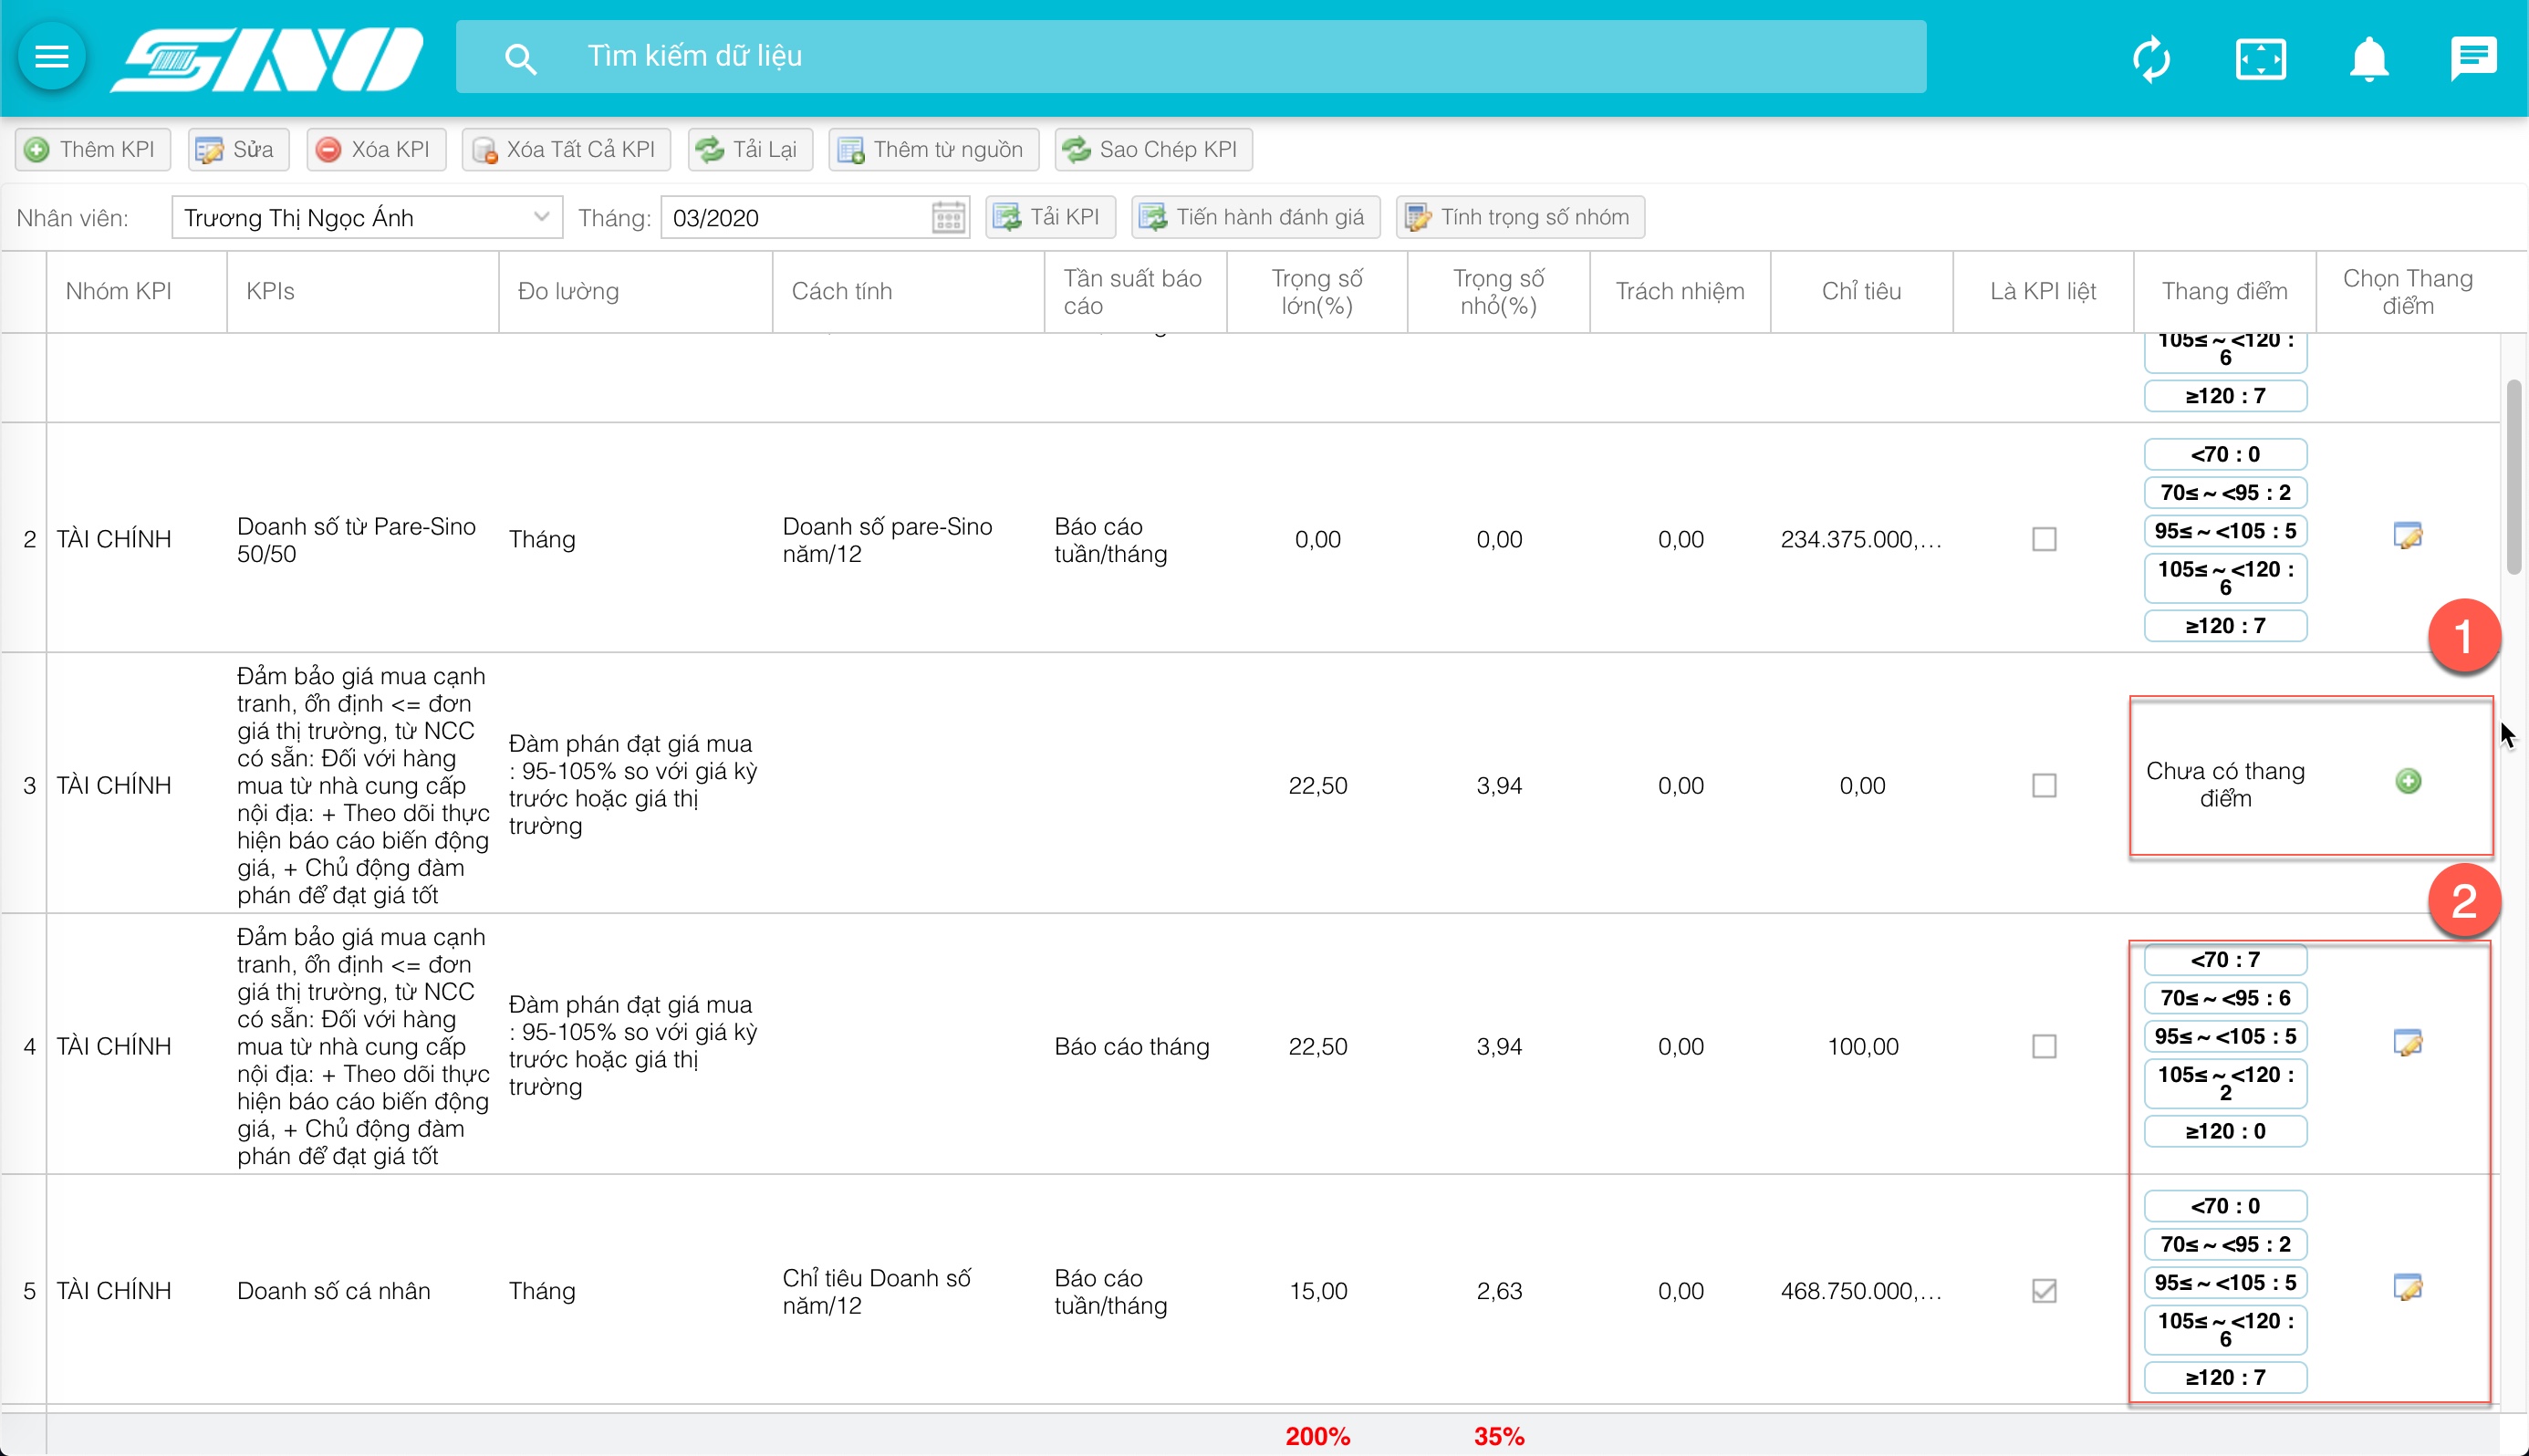 SINO
Tìm kiếm dữ liệu
Thêm KPI
Sửa
Xóa KPI
Xóa Tất Cả KPI
Tải Lại
Thêm từ nguồn
Sao Chép KPI
Nhân viên:
Trương Thị Ngọc Ánh
Tháng:
03/2020
Tải KPI
Tiến hành đánh giá
Tính trọng số nhóm
Nhóm KPI
KPIs
Đo lường
Cách tính
Tần suất báo
cáo
Trọng số
lớn(%)
Trọng số
nhỏ(%)
Trách nhiệm
Chỉ tiêu
Là KPI liệt
Thang điểm
Chọn Thang
điểm
105≤ ~ <120 :
6
≥120 : 7
2
TÀI CHÍNH
Doanh số từ Pare-Sino
50/50
Tháng
Doanh số pare-Sino
năm/12
Báo cáo
tuần/tháng
0,00
0,00
0,00
234.375.000,...
<70 : 0
70≤ ~ <95 : 2
95≤ ~ <105 : 5
105≤ ~ <120 :
6
≥120 : 7
1
3
TÀI CHÍNH
Đảm bảo giá mua cạnh
tranh, ổn định <= đơn
giá thị trường, từ NCC
có sẵn: Đối với hàng
mua từ nhà cung cấp
nội địa: + Theo dõi thực
hiện báo cáo biến động
giá, + Chủ động đàm
phán để đạt giá tốt
Đàm phán đạt giá mua
: 95-105% so với giá kỳ
trước hoặc giá thị
trường
22,50
3,94
0,00
0,00
Chưa có thang
điểm
2
4
TÀI CHÍNH
Đảm bảo giá mua cạnh
tranh, ổn định <= đơn
giá thị trường, từ NCC
có sẵn: Đối với hàng
mua từ nhà cung cấp
nội địa: + Theo dõi thực
hiện báo cáo biến động
giá, + Chủ động đàm
phán để đạt giá tốt
Đàm phán đạt giá mua
: 95-105% so với giá kỳ
trước hoặc giá thị
trường
Báo cáo tháng
22,50
3,94
0,00
100,00
<70 : 7
70≤ ~ <95 : 6
95≤ ~ <105 : 5
105≤ ~ <120 :
2
≥120 : 0
5
TÀI CHÍNH
Doanh số cá nhân
Tháng
Chỉ tiêu Doanh số
năm/12
Báo cáo
tuần/tháng
15,00
2,63
0,00
468.750.000,...
<70 : 0
70≤ ~ <95 : 2
95≤ ~ <105 : 5
105≤ ~ <120 :
6
≥120 : 7
200%
35%